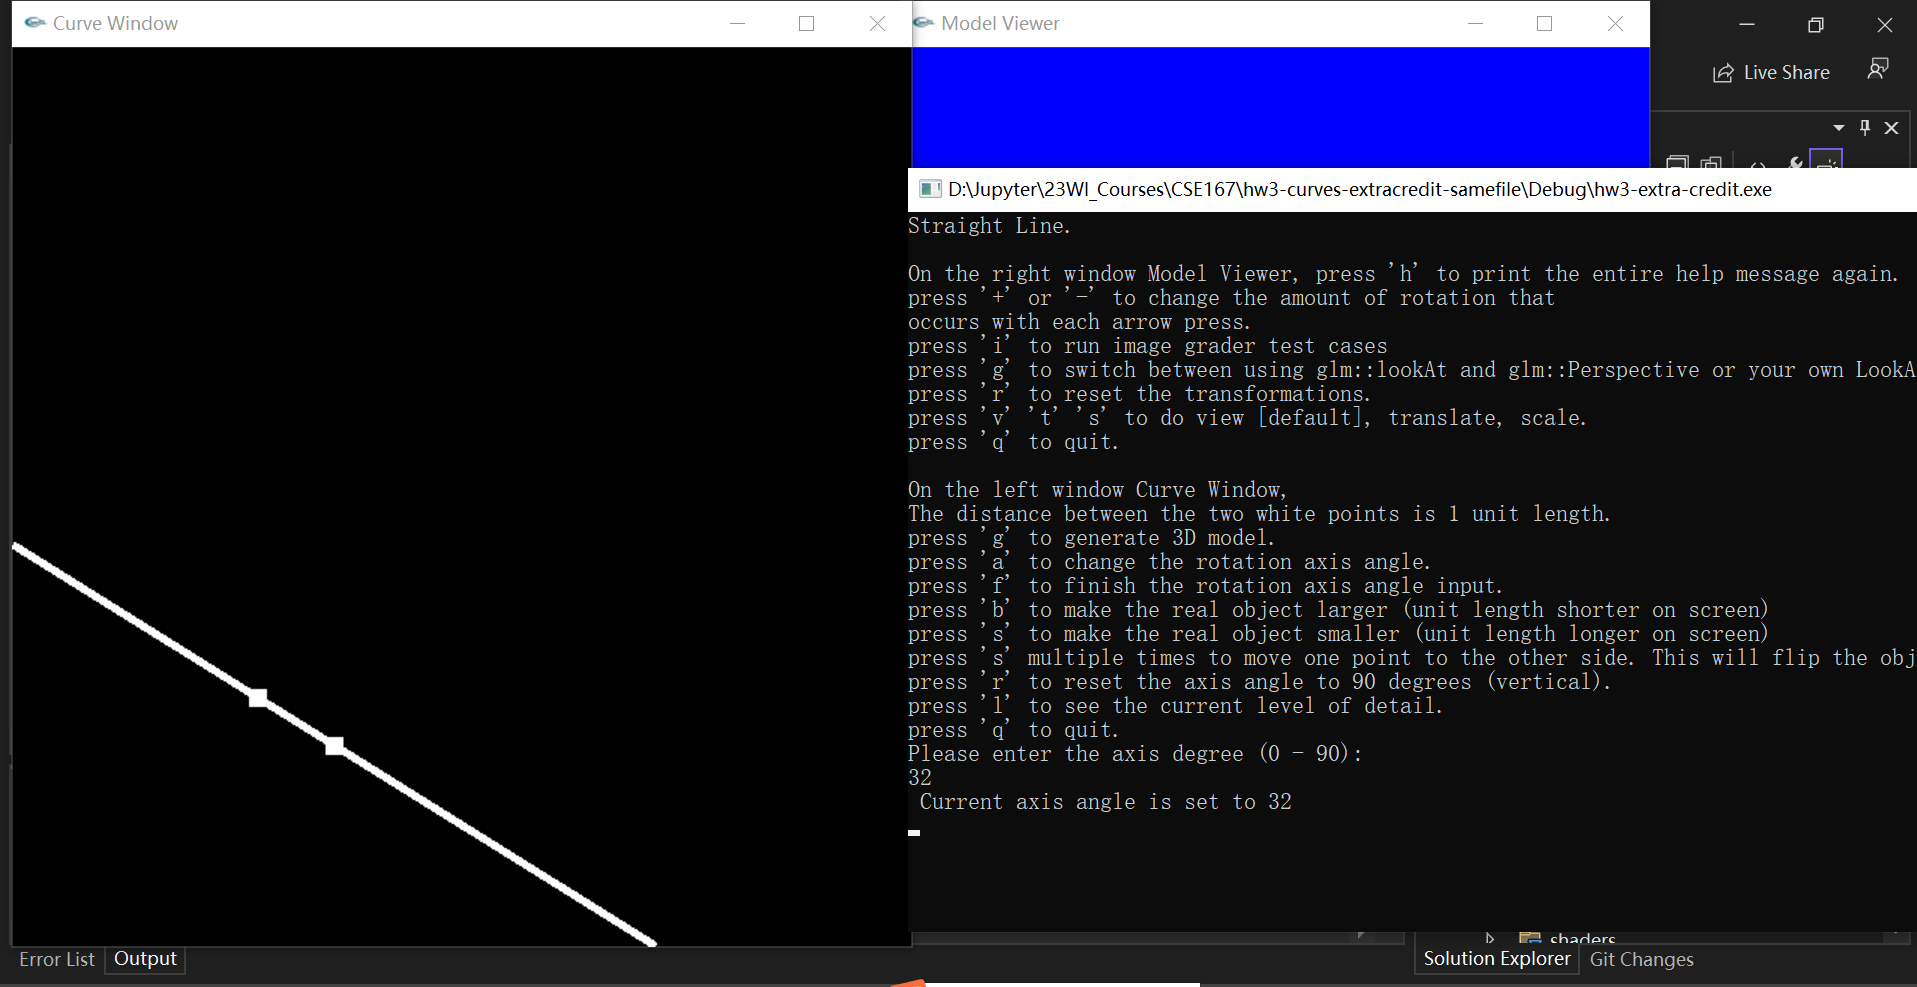 Curve Window
Model Viewer
Live Share
D:\Jupyter\23WI_Courses\CSE167\hw3-curves-extracredit-samefile\Debug\hw3-extra-credit.exe
Straight Line.
On the right window Model Viewer, press 'h' to print the entire help message again.
press '+' or '-' to change the amount of rotation that
occurs with each arrow press.
press 'i' to run image grader test cases
press 'g' to switch between using glm::lookAt and glm::Perspective or your own LookA
press 'r' to reset the transformations.
press 'v' 't' 's' to do view [default], translate, scale.
press 'q' to quit.
On the left window Curve Window,
The distance between the two white points is 1 unit length.
press 'g' to generate 3D model.
press 'a' to change the rotation axis angle.
press 'f' to finish the rotation axis angle input.
press 'b' to make the real object larger (unit length shorter on screen)
press 's' to make the real object smaller (unit length longer on screen)
press 's' multiple times to move one point to the other side. This will flip the obj
press 'r' to reset the axis angle to 90 degrees (vertical).
press 'l' to see the current level of detail.
press 'q' to quit.
Please enter the axis degree (0 - 90):
32
Current axis angle is set to 32
shaders
Error List Output
Solution Explorer Git Changes